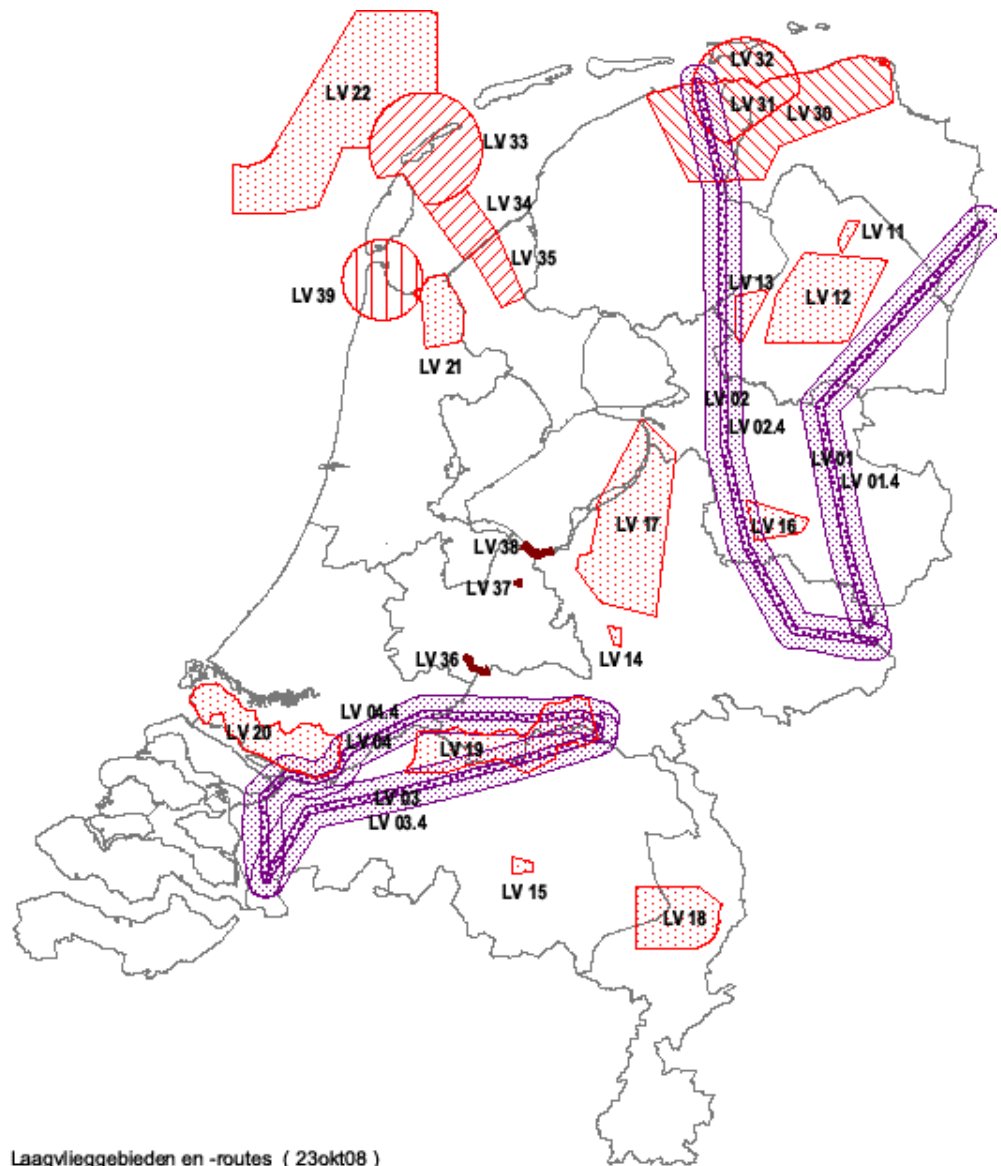 LV 32
LV 22
LV 31
LV 30
LV 33
LV 34
LV 11
LV 35
LV 13
LV 39
LV 12
LV 21
LV 02
LV 02.4
LV 01
LV 01.4
LV 17
LV 16
LV 38
LV 37
LV 14
LV 36
LV 04.4
LV 20
LV 04
LV 19
LV 03
LV 03.4
LV 15
LV 18
Laagvlieggebieden en -routes ( 23okt08 )